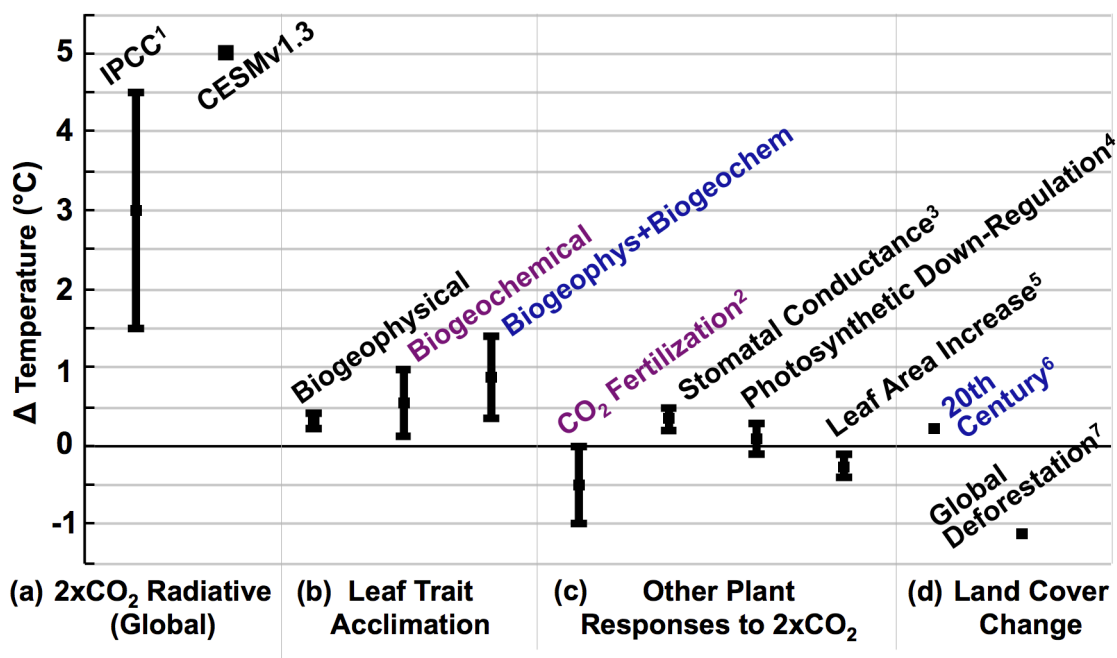 Δ Temperature (°C)
5
4
3
2
1
0
-1
IPCC¹
CESMv1.3
Biogeophysical
Biogeochemical
Biogeophys+Biogeochem
CO₂ Fertilization²
Stomatal Conductance³
Photosynthetic Down-Regulation⁴
Leaf Area Increase⁵
20th
Century⁶
Global
Deforestation⁷
(a) 2xCO₂ Radiative
(Global)
(b) Leaf Trait
Acclimation
(c) Other Plant
Responses to 2xCO₂
(d) Land Cover
Change